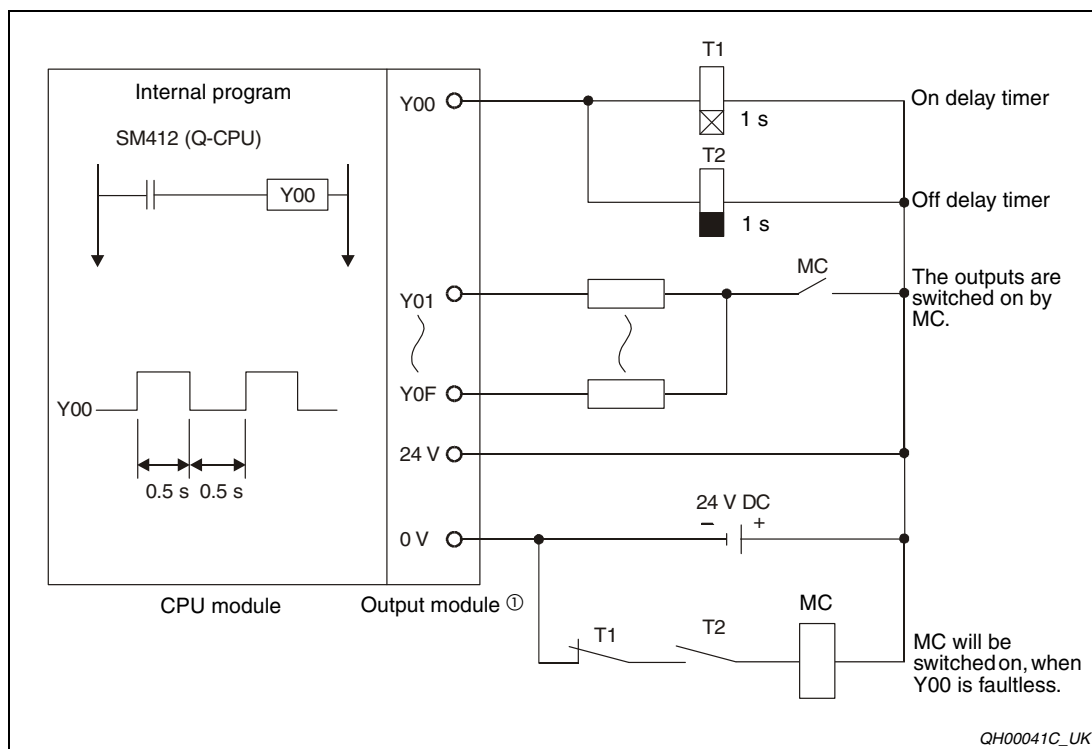 T1
Internal program
Y00
On delay timer
1 s
SM412 (Q-CPU)
T2
Y00
Off delay timer
1 s
MC
The outputs are
switched on by
MC.
Y01
Y00
Y0F
24 V
0.5 s 0.5 s
24 V DC
– +
0 V
CPU module
Output module ①
MC
T1
T2
MC will be
switched on, when
Y00 is faultless.
QH00041C_UK